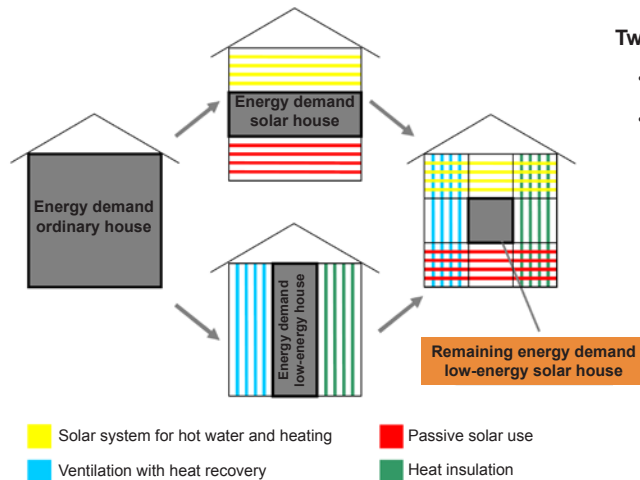 Tw
Energy demand
solar house
Energy demand
ordinary house
Energy demand
low-energy house
Remaining energy demand
low-energy solar house
Solar system for hot water and heating
Passive solar use
Ventilation with heat recovery
Heat insulation